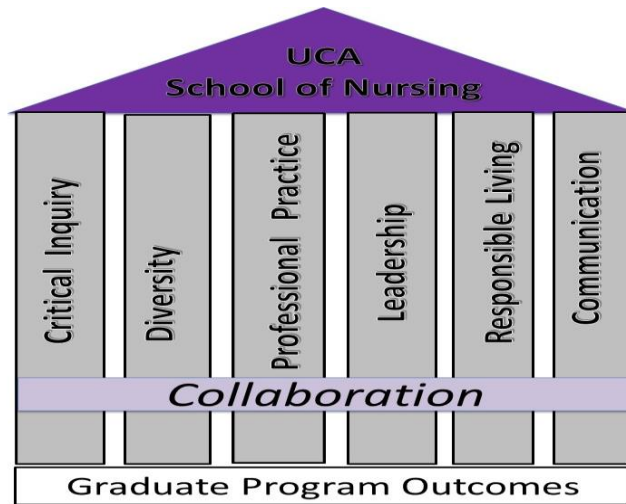 UCA
School of Nursing
Critical Inquiry
Diversity
Professional Practice
Leadership
Responsible Living
Communication
Collaboration
Graduate Program Outcomes